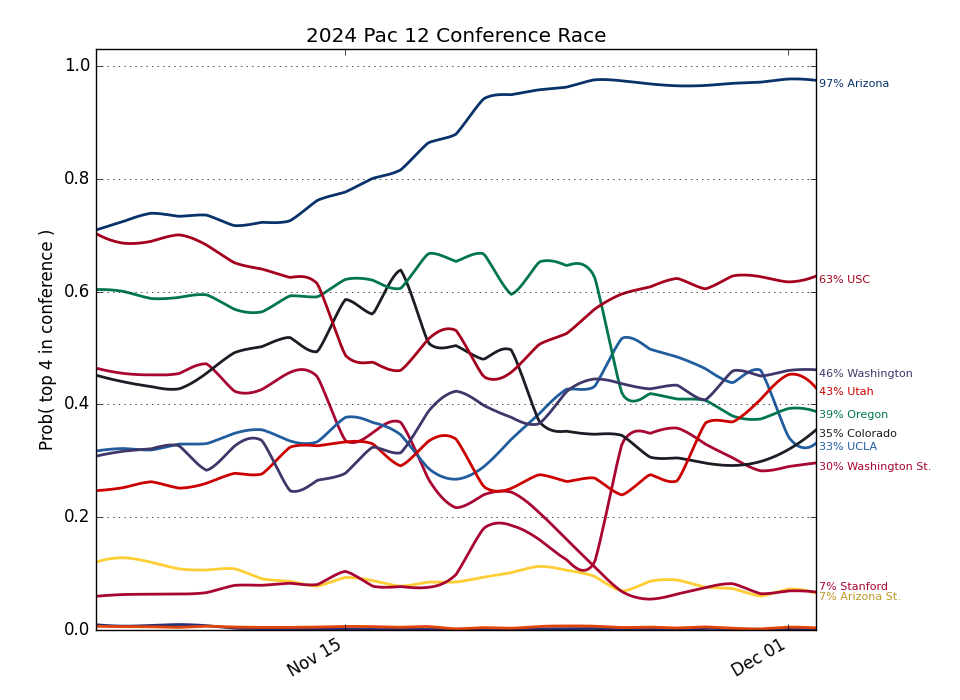 2024 Pac 12 Conference Race
Prob( top 4 in conference )
1.0
0.8
0.6
0.4
0.2
0.0
Nov 15
Dec 01
97% Arizona
63% USC
46% Washington
43% Utah
39% Oregon
35% Colorado
33% UCLA
30% Washington St.
7% Stanford
7% Arizona St.